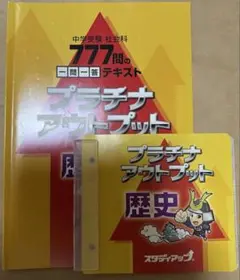 中学受験 社会科
777問の
一問一答 テキスト
プラチナ
アウトプット
歴
プラチナ
アウトプット
歴史
スタディアップ